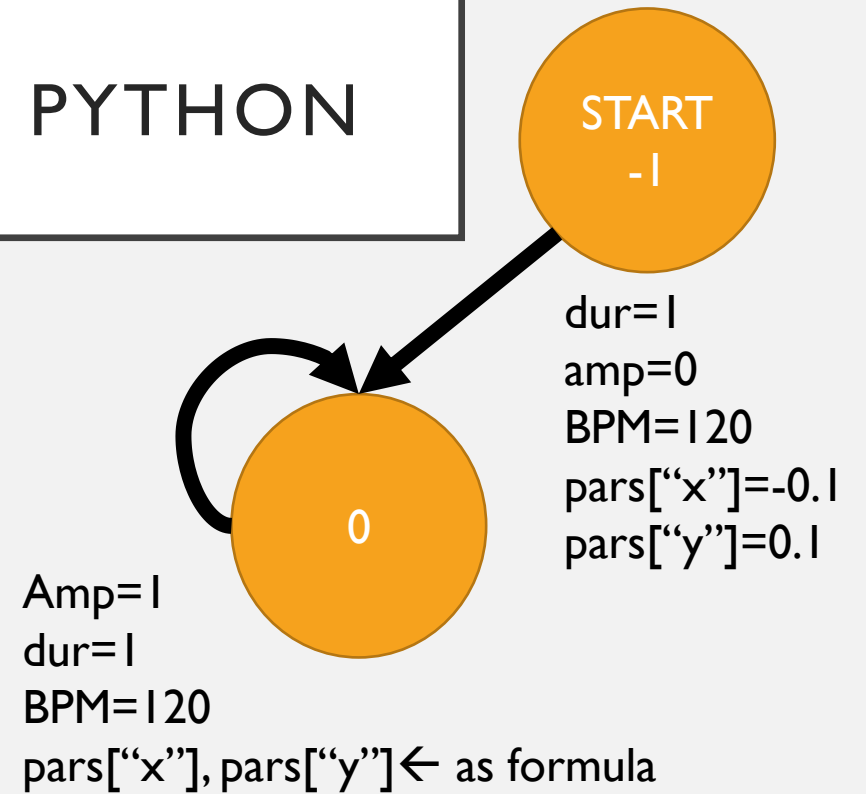 PYTHON
START
-1
dur=1
amp=0
BPM=120
pars[“x”]=-0.1
pars[“y”]=0.1
0
Amp=1
dur=1
BPM=120
pars[“x”], pars[“y”]← as formula